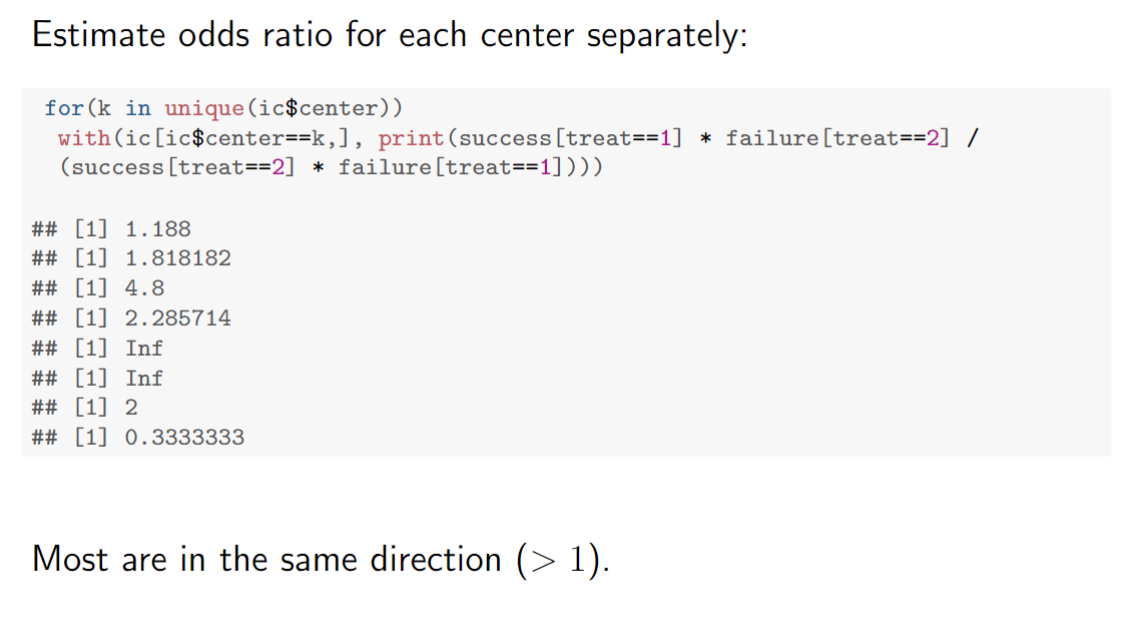 Estimate odds ratio for each center separately:
for(k in unique(ic$center))
with(ic[ic$center==k,], print(success[treat==1] * failure[treat==2] /
(success[treat==2] * failure[treat==1])))
## [1] 1.188
## [1] 1.818182
## [1] 4.8
## [1] 2.285714
## [1] Inf
## [1] Inf
## [1] 2
## [1] 0.3333333
Most are in the same direction (> 1).